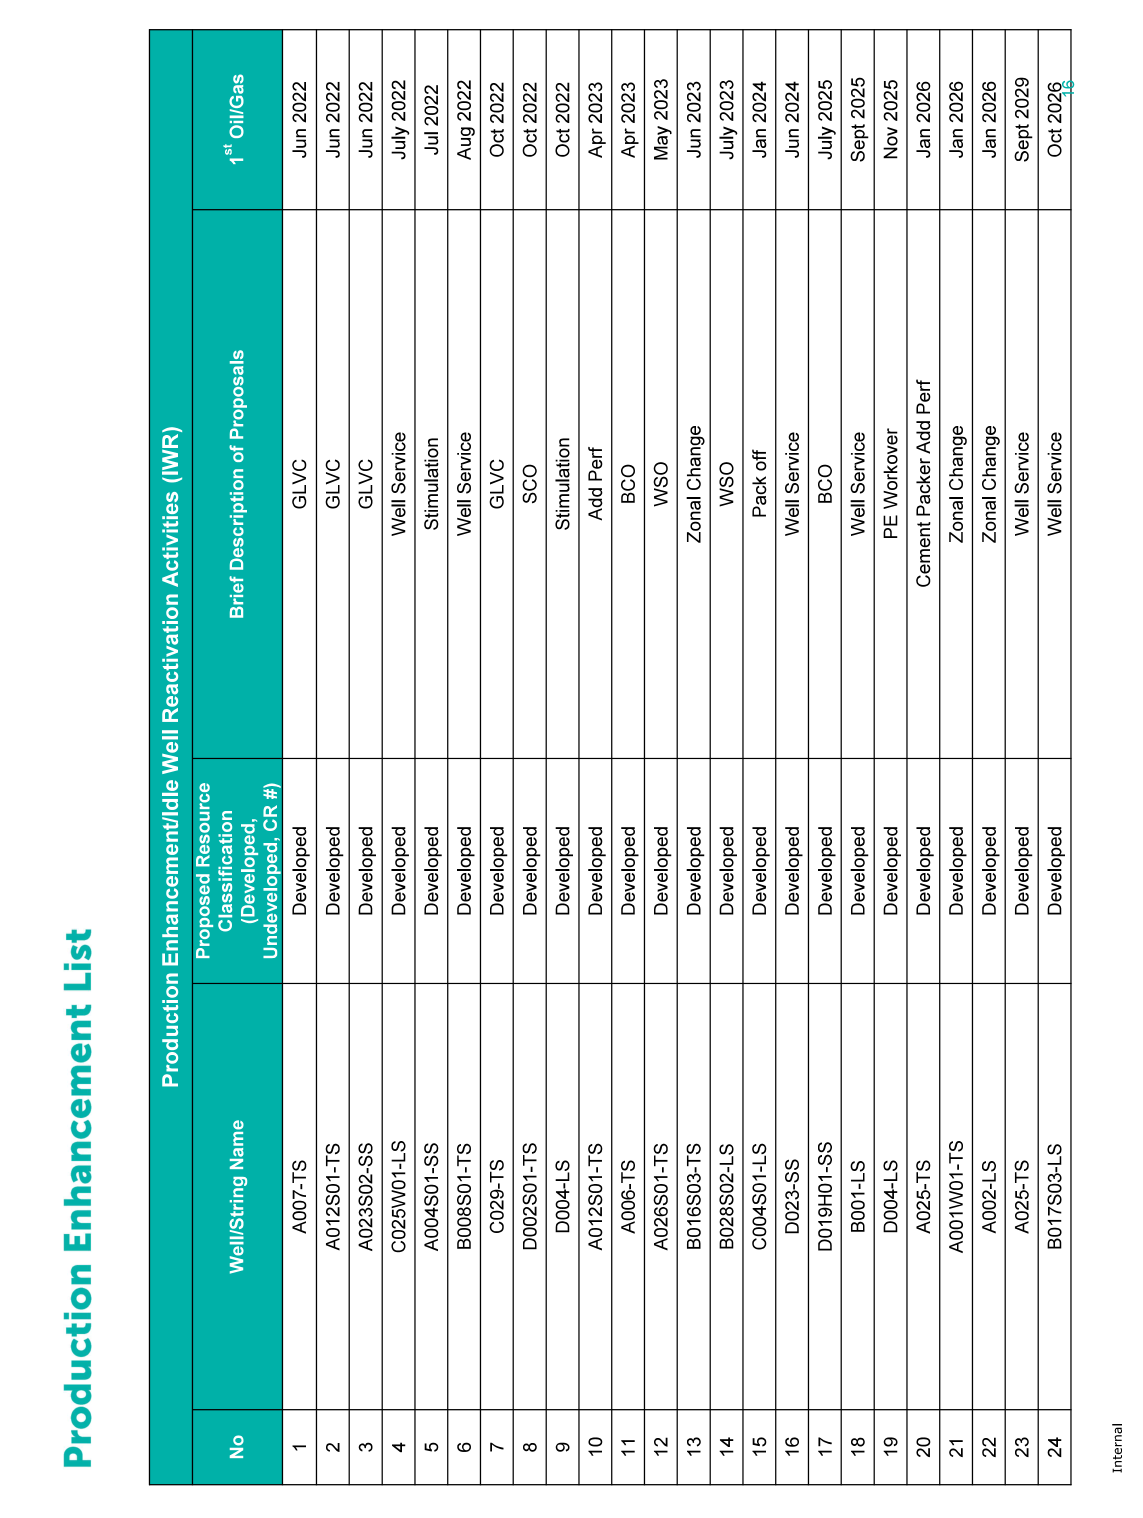 Production Enhancement List
Production Enhancement/Idle Well Reactivation Activities (IWR)
No Well/String Name Proposed Resource Classification (Developed, Undeveloped, CR #) Brief Description of Proposals 1st Oil/Gas
1 A007-TS Developed GLVC Jun 2022
2 A012S01-TS Developed GLVC Jun 2022
3 A023S02-SS Developed GLVC Jun 2022
4 C025W01-LS Developed Well Service July 2022
5 A004S01-SS Developed Stimulation Jul 2022
6 B008S01-TS Developed Well Service Aug 2022
7 C029-TS Developed GLVC Oct 2022
8 D002S01-TS Developed SCO Oct 2022
9 D004-LS Developed Stimulation Oct 2022
10 A012S01-TS Developed Add Perf Apr 2023
11 A006-TS Developed BCO Apr 2023
12 A026S01-TS Developed WSO May 2023
13 B016S03-TS Developed Zonal Change Jun 2023
14 B028S02-LS Developed WSO July 2023
15 C004S01-LS Developed Pack off Jan 2024
16 D023-SS Developed Well Service Jun 2024
17 D019H01-SS Developed BCO July 2025
18 B001-LS Developed Well Service Sept 2025
19 D004-LS Developed PE Workover Nov 2025
20 A025-TS Developed Cement Packer Add Perf Jan 2026
21 A001W01-TS Developed Zonal Change Jan 2026
22 A002-LS Developed Zonal Change Jan 2026
23 A025-TS Developed Well Service Sept 2029
24 B017S03-LS Developed Well Service Oct 2026
16
Internal